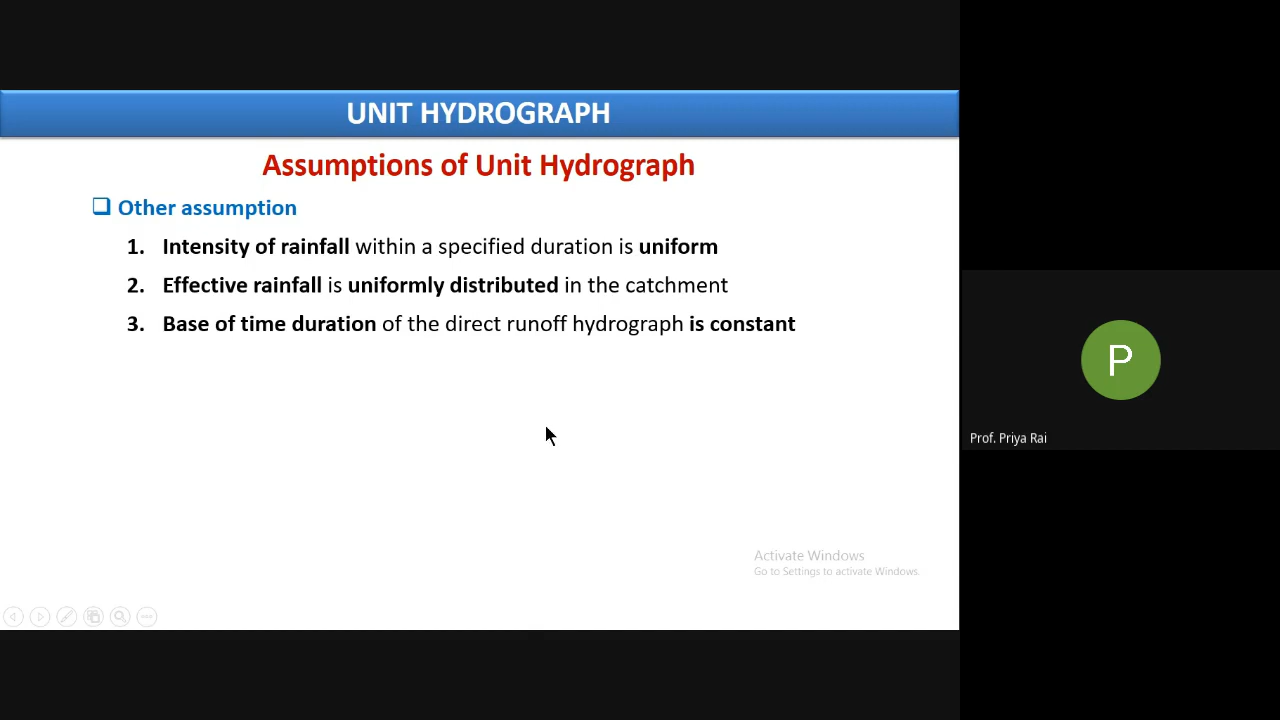 UNIT HYDROGRAPH
Assumptions of Unit Hydrograph
Other assumption
1. Intensity of rainfall within a specified duration is uniform
2. Effective rainfall is uniformly distributed in the catchment
3. Base of time duration of the direct runoff hydrograph is constant
P
Prof. Priya Rai
Activate Windows
Go to Settings to activate Windows.